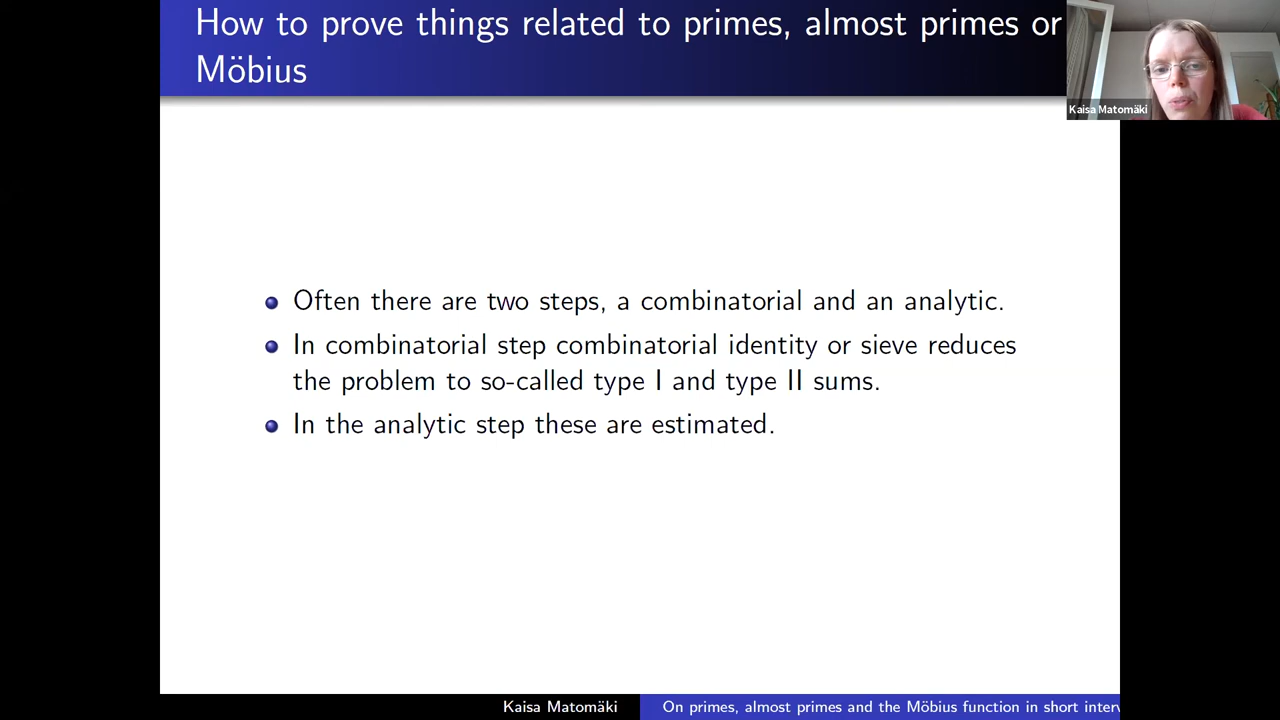 How to prove things related to primes, almost primes or
Möbius
Kaisa Matomäki
Often there are two steps, a combinatorial and an analytic.
In combinatorial step combinatorial identity or sieve reduces
the problem to so-called type I and type II sums.
In the analytic step these are estimated.
Kaisa Matomäki
On primes, almost primes and the Möbius function in short interv